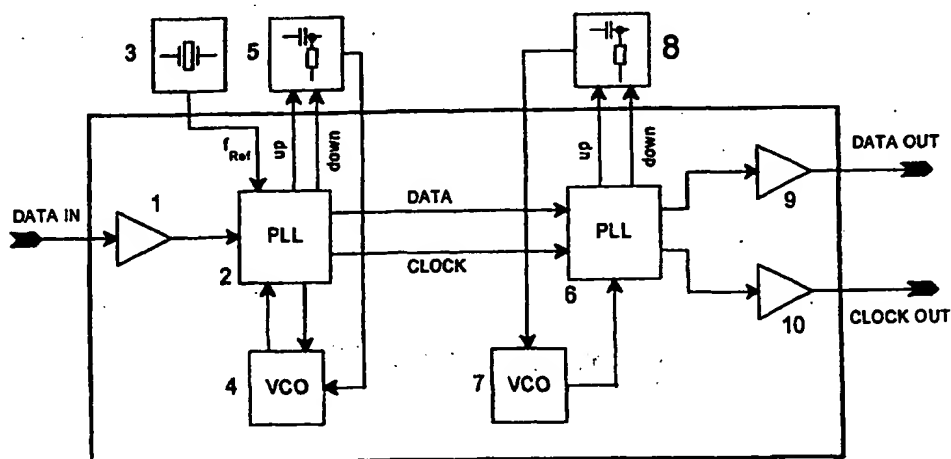 3
5
8
f Ref
up
down
up
down
DATA OUT
DATA IN
1
DATA
9
PLL
PLL
2
CLOCK
6
10
CLOCK OUT
4
VCO
7
VCO